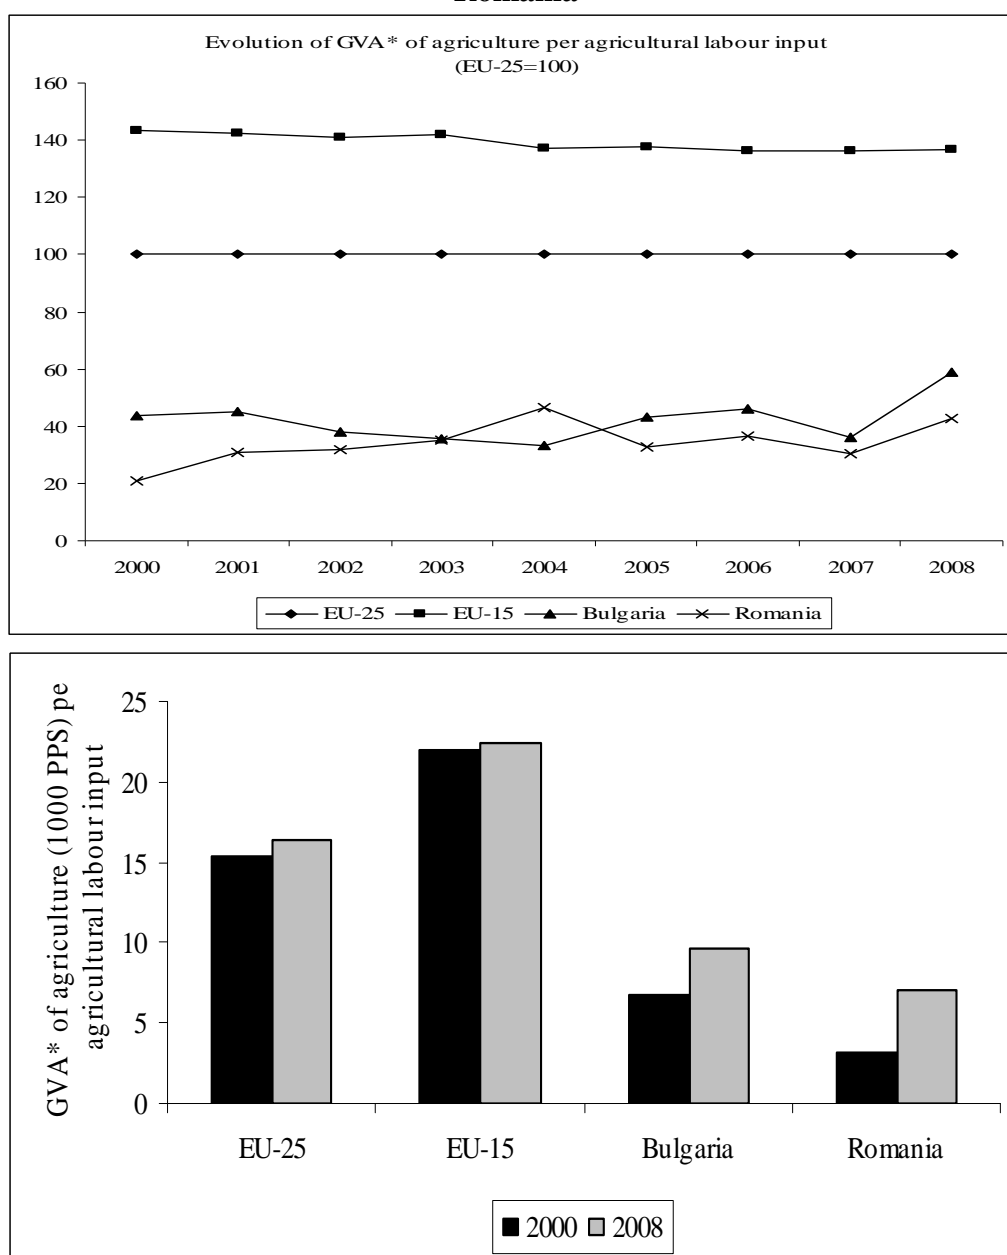 Romania
Evolution of GVA* of agriculture per agricultural labour input
(EU-25=100)
160
140
120
100
80
60
40
20
0
2000 2001 2002 2003 2004 2005 2006 2007 2008
EU-25 EU-15 Bulgaria Romania
GVA* of agriculture (1000 PPS) pe
agricultural labour input
25
20
15
10
5
0
EU-25 EU-15 Bulgaria Romania
2000 2008